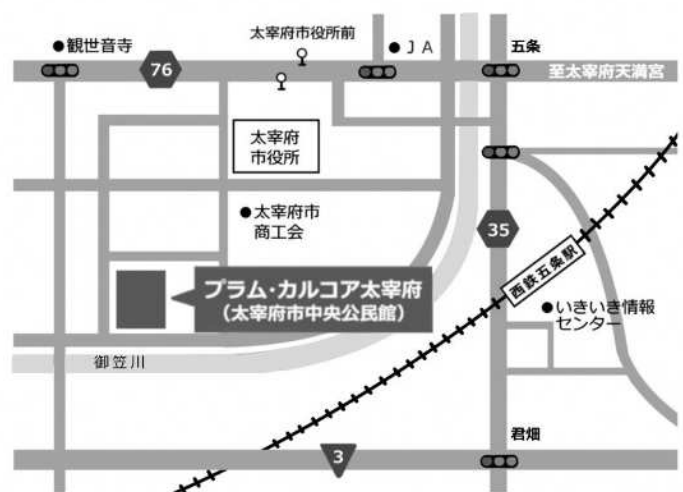 太宰府市役所前
●観世音寺
●ＪＡ
五条
76
至太宰府天満宮
太宰府
市役所
●太宰府市
商工会
35
西鉄五条駅
プラム・カルコア太宰府
（太宰府市中央公民館）
●いきいき情報
センター
御笠川
君畑
3